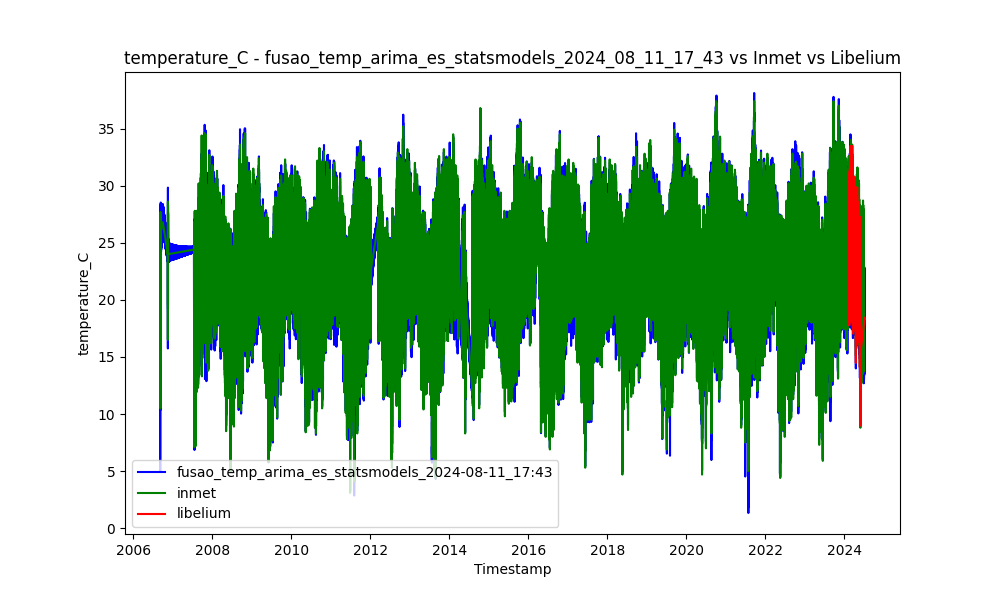 temperature_C - fusao_temp_arima_es_statsmodels_2024_08_11_17_43 vs Inmet vs Libelium
35
30
25
20
15
10
5
0
temperature_C
fusao_temp_arima_es_statsmodels_2024-08-11_17:43
inmet
libelium
2006 2008 2010 2012 2014 2016 2018 2020 2022 2024
Timestamp